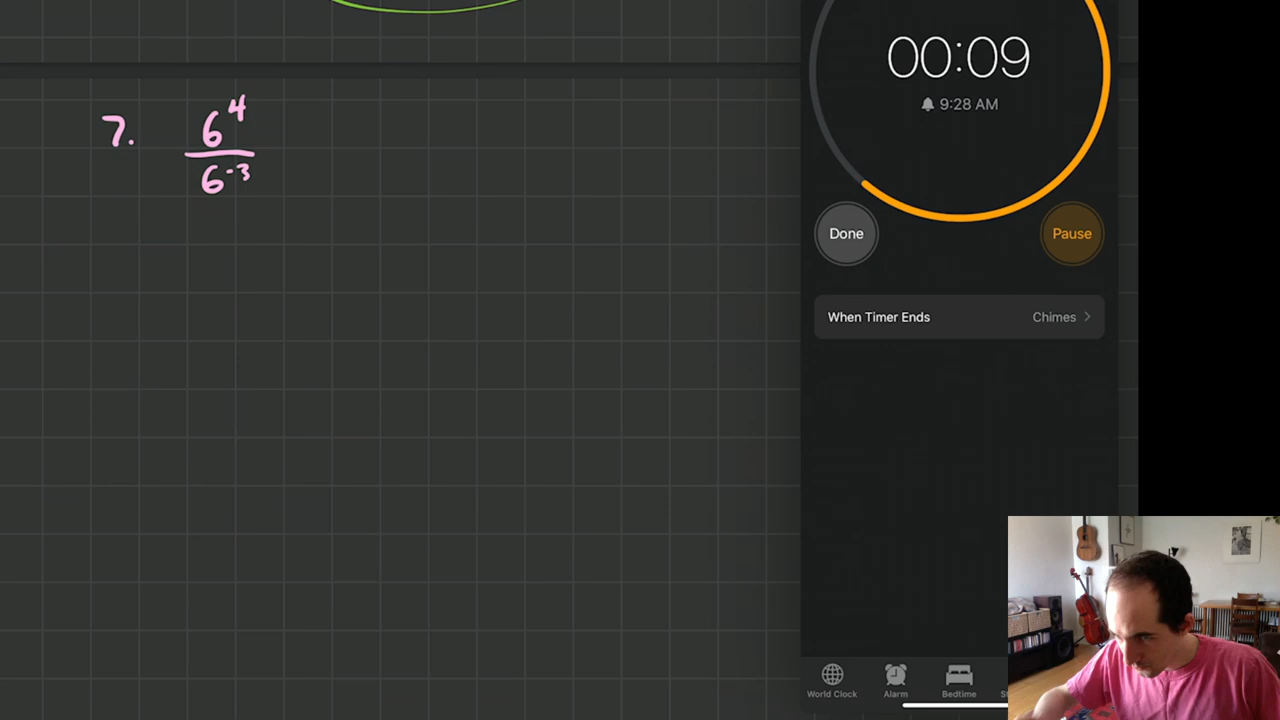 00:09
9:28 AM
7. 6^4
6^-3
Done
Pause
When Timer Ends Chimes
World Clock Alarm Bedtime